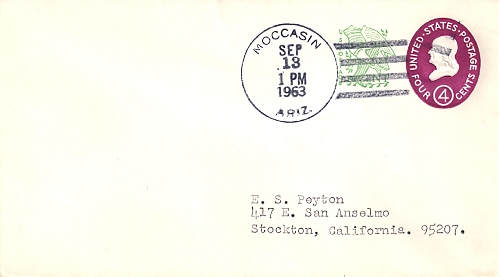 MOCCASIN
SEP
13
1 PM
1963
ARIZ.
UNITED · STATES · POSTAGE
FOUR 4 CENTS
E. S. Peyton
417 E. San Anselmo
Stockton, California. 95207.